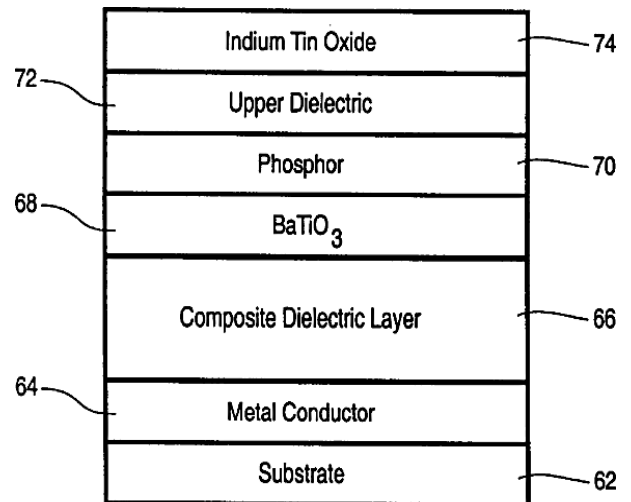 Indium Tin Oxide 74
72 Upper Dielectric
Phosphor 70
68 BaTiO3
Composite Dielectric Layer 66
64 Metal Conductor
Substrate 62